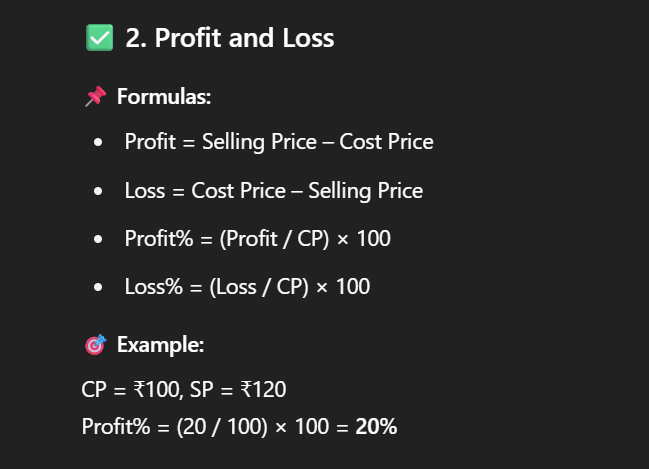 ✅ 2. Profit and Loss
📌 Formulas:
• Profit = Selling Price – Cost Price
• Loss = Cost Price – Selling Price
• Profit% = (Profit / CP) × 100
• Loss% = (Loss / CP) × 100
🎯 Example:
CP = ₹100, SP = ₹120
Profit% = (20 / 100) × 100 = 20%